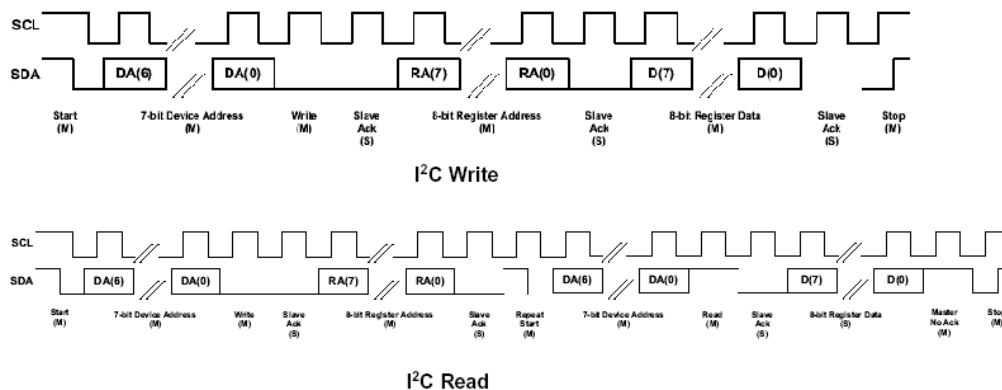 SCL
SDA DA(6) DA(0) RA(7) RA(0) D(7) D(0)
Start 7-bit Device Address Write Slave 8-bit Register Address Slave 8-bit Register Data Slave Stop
(M) (M) (M) Ack (M) Ack (M) Ack (M)
(S) (S) (S)
I²C Write
SCL
SDA DA(6) DA(0) RA(7) RA(0) DA(6) DA(0) D(7) D(0)
Start 7-bit Device Address Write Slave 8-bit Register Address Slave Repeat 7-bit Device Address Read Slave 8-bit Register Data Master Stop
(M) (M) (M) Ack (M) Ack Start (M) (M) Ack (S) No Ack (M)
(S) (S) (M) (S) (M)
I²C Read